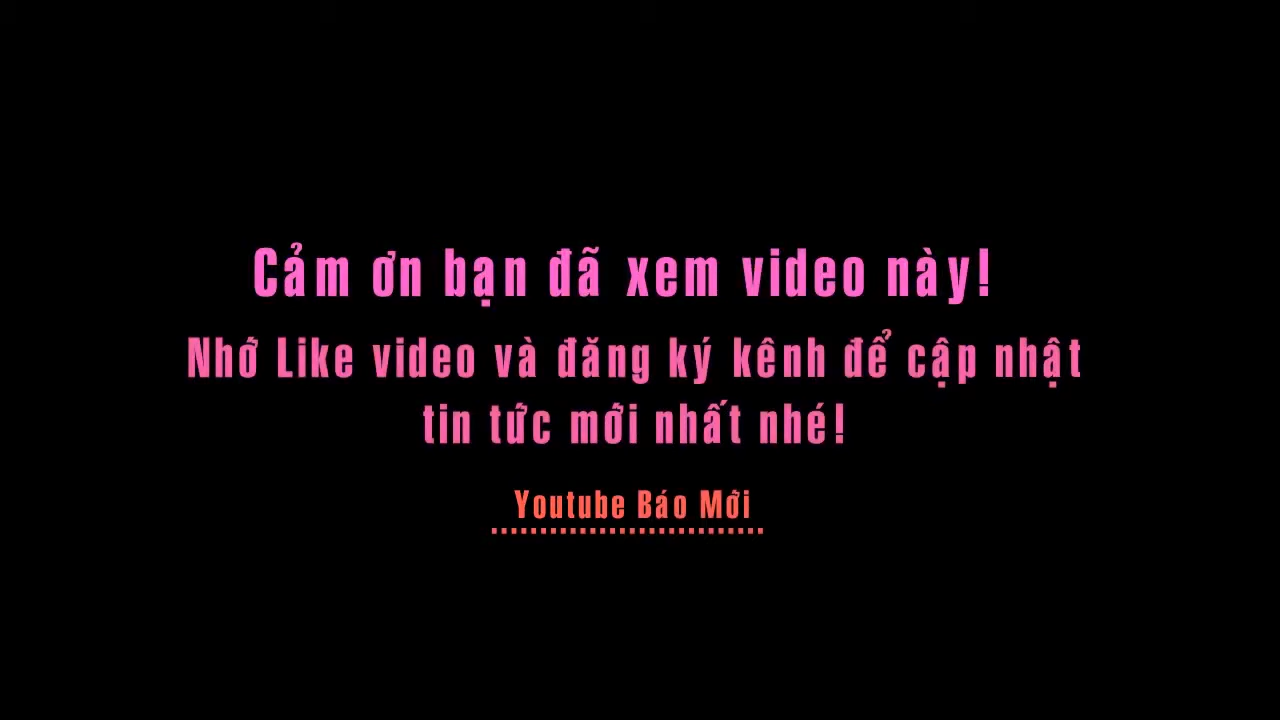 Cảm ơn bạn đã xem video này!
Nhớ Like video và đăng ký kênh để cập nhật
tin tức mới nhất nhé!
Youtube Báo Mới